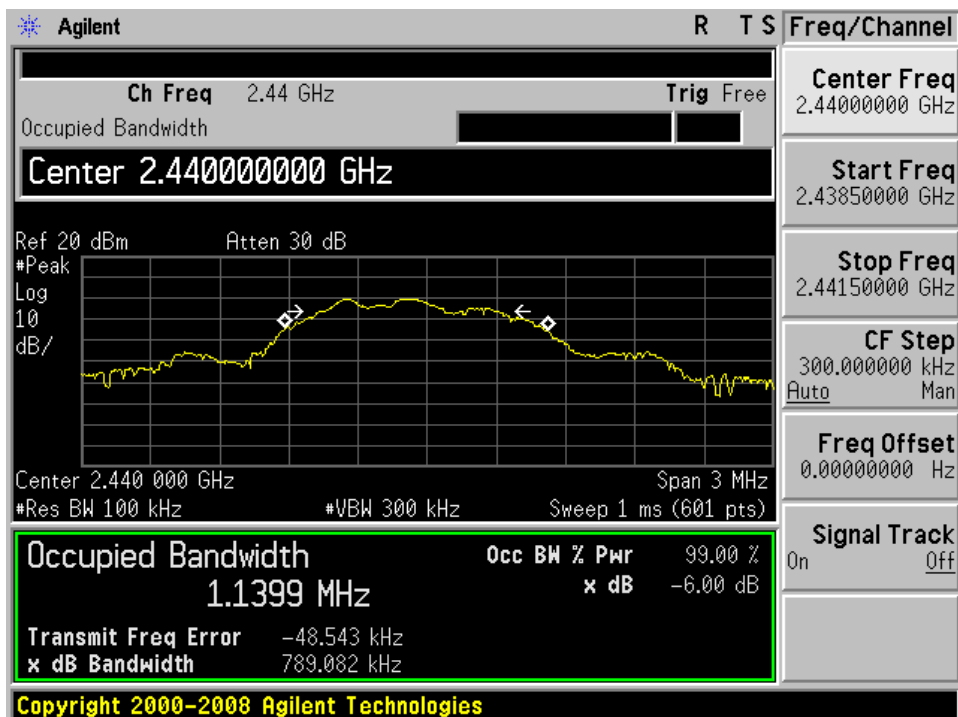 Agilent R T S Freq/Channel
Ch Freq 2.44 GHz Trig Free
Occupied Bandwidth
Center 2.440000000 GHz
Ref 20 dBm Atten 30 dB
#Peak
Log
10
dB/
Center 2.440 000 GHz Span 3 MHz
#Res BW 100 kHz #VBW 300 kHz Sweep 1 ms (601 pts)
Occupied Bandwidth Occ BW % Pwr 99.00 %
1.1399 MHz x dB -6.00 dB
Transmit Freq Error -48.543 kHz
x dB Bandwidth 789.082 kHz
Copyright 2000-2008 Agilent Technologies
Center Freq
2.44000000 GHz
Start Freq
2.43850000 GHz
Stop Freq
2.44150000 GHz
CF Step
300.000000 kHz
Auto Man
Freq Offset
0.00000000 Hz
Signal Track
On Off